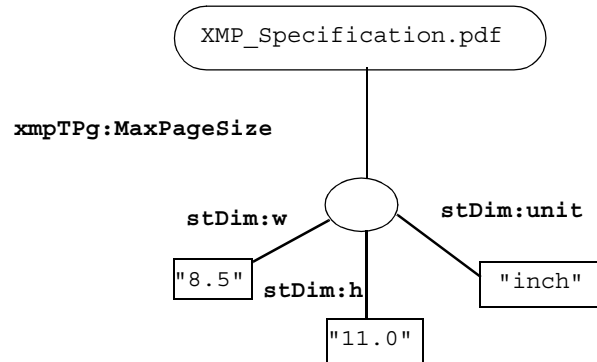 XMP_Specification.pdf
xmpTPg:MaxPageSize
stDim:w
stDim:unit
"8.5"
stDim:h
"inch"
"11.0"